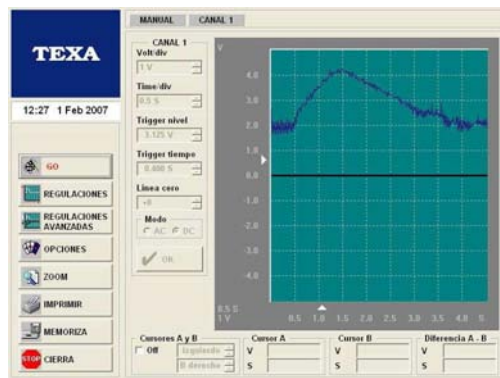 MANUAL CANAL 1
TEXA
12:27 1 Feb 2007
GO
REGULACIONES
REGULACIONES AVANZADAS
OPCIONES
ZOOM
IMPRIMIR
MEMORIZA
STOP CIERRA
CANAL 1
Volt/div
1 V
Time/div
0.5 S
Trigger nivel
3.125 V
Trigger tiempo
Linea cero
+0
Modo
AC DC
OK
V
4.0
3.0
2.0
1.0
0.0
-1.0
-2.0
-3.0
-4.0
0.5 S
1 V
0.5 1.0 1.5 2.0 2.5 3.0 3.5 4.0 4.5 S
Cursores A y B
Off
Izquierdo
B derecho
Cursor A
V
S
Cursor B
V
S
Diferencia A - B
V
S